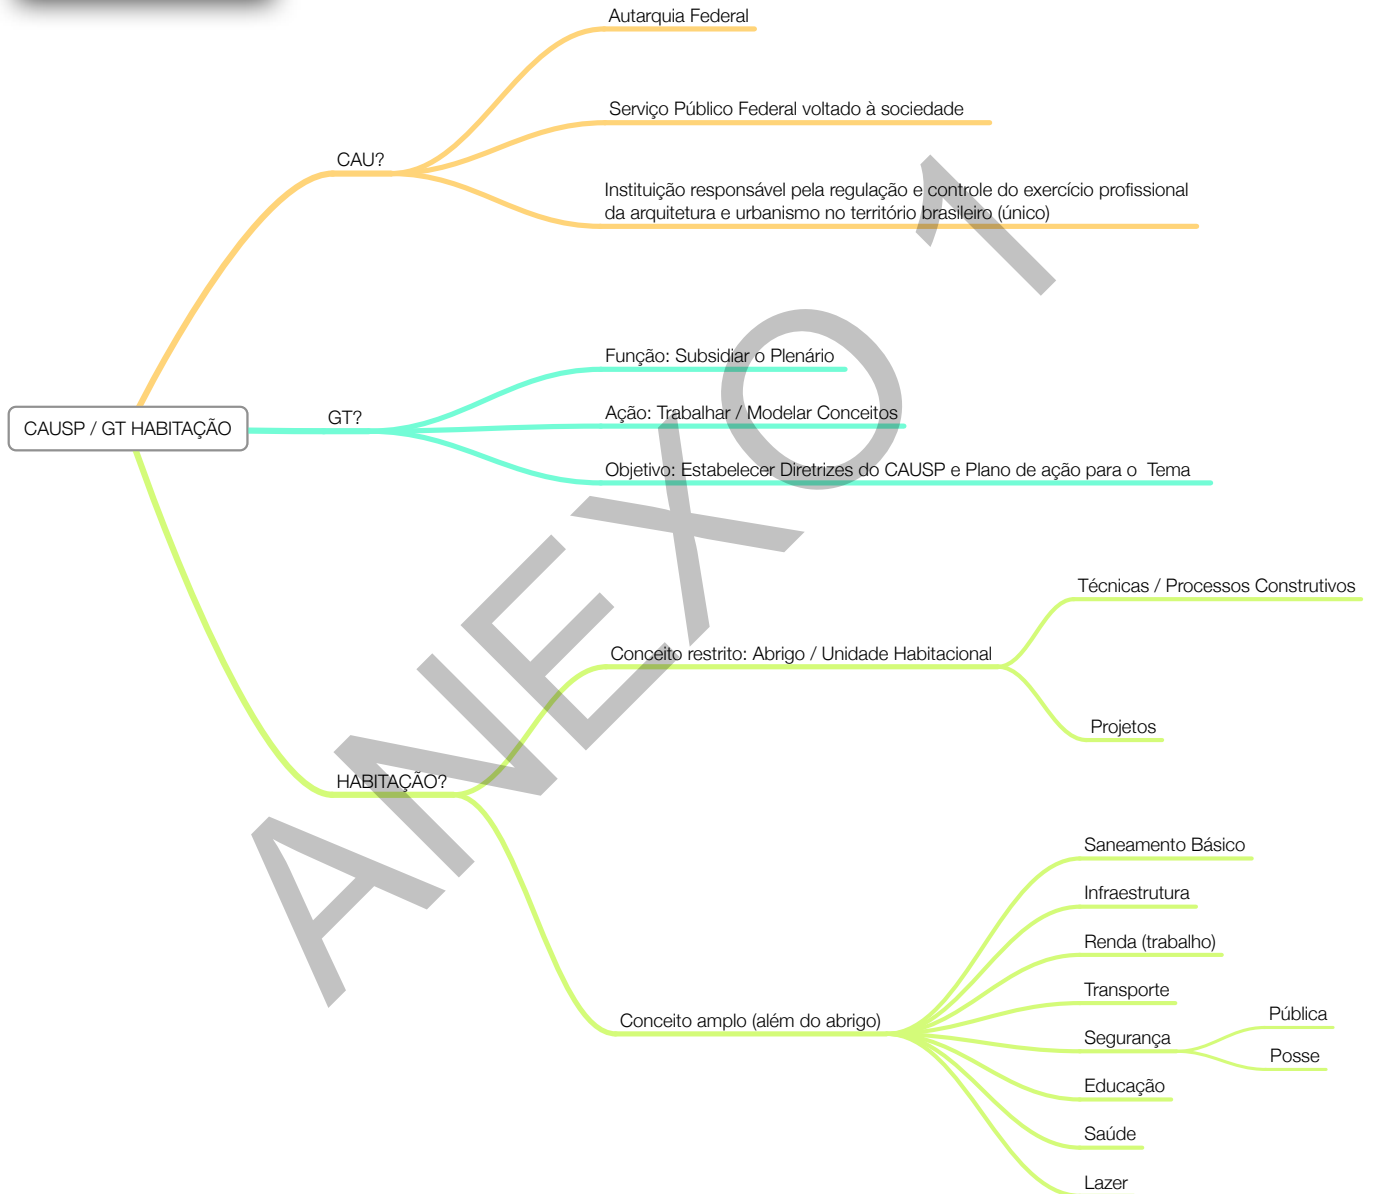 Autarquia Federal
Serviço Público Federal voltado à sociedade
CAU?
Instituição responsável pela regulação e controle do exercício profissional
da arquitetura e urbanismo no território brasileiro (único)
Função: Subsidiar o Plenário
GT?
Ação: Trabalhar / Modelar Conceitos
CAUSP / GT HABITAÇÃO
Objetivo: Estabelecer Diretrizes do CAUSP e Plano de ação para o  Tema
Técnicas / Processos Construtivos
Conceito restrito: Abrigo / Unidade Habitacional
Projetos
HABITAÇÃO?
Saneamento Básico
Infraestrutura
Renda (trabalho)
Transporte
Conceito amplo (além do abrigo)
Segurança
Pública
Posse
Educação
Saúde
Lazer
ANEXO 1